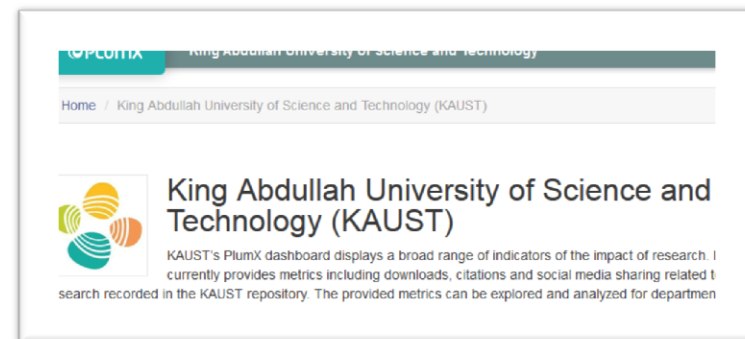 PlumX King Abdullah University of Science and Technology
Home / King Abdullah University of Science and Technology (KAUST)
King Abdullah University of Science and
Technology (KAUST)
KAUST's PlumX dashboard displays a broad range of indicators of the impact of research.
currently provides metrics including downloads, citations and social media sharing related
search recorded in the KAUST repository. The provided metrics can be explored and analyzed for departmen